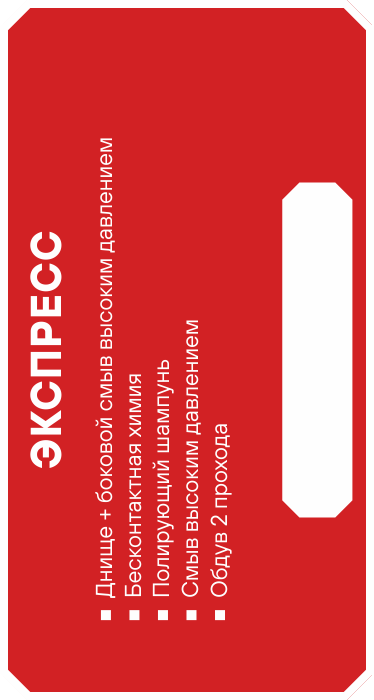 ЭКСПРЕСС
Днище + боковой смыв высоким давлением
Бесконтактная химия
Полирующий шампунь
Смыв высоким давлением
Обдув 2 прохода